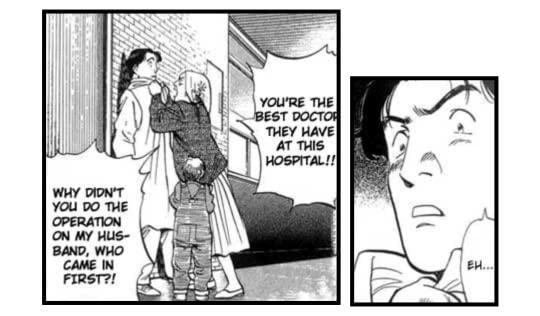 YOU'RE THE
BEST DOCTOR
THEY HAVE
AT THIS
HOSPITAL!!
WHY DIDN'T
YOU DO THE
OPERATION
ON MY HUS-
BAND, WHO
CAME IN
FIRST?!
EH...